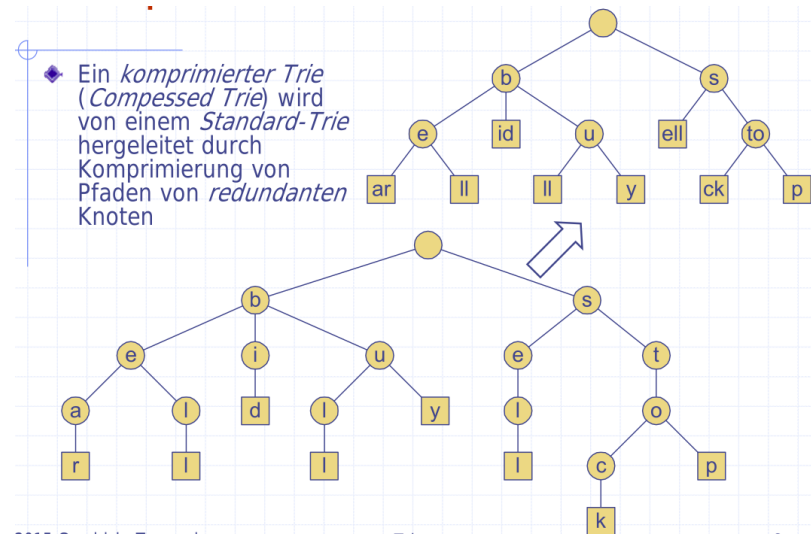 Ein komprimierter Trie
(Compessed Trie) wird
von einem Standard-Trie
hergeleitet durch
Komprimierung von
Pfaden von redundanten
Knoten
b s
e id u ell to
ar ll ll y ck p
b s
e i u e t
a l d l y l o
r l l l c p
k